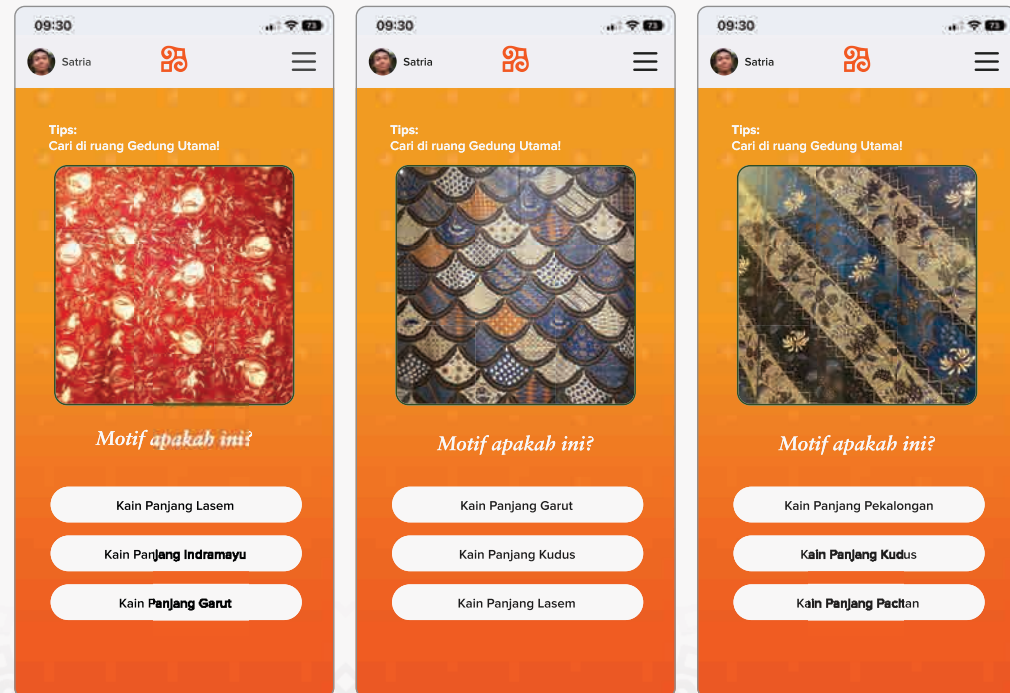 09:30
73
Satria
Tips:
Cari di ruang Gedung Utama!
Motif apakah ini?
Kain Panjang Lasem
Kain Panjang Indramayu
Kain Panjang Garut
09:30
73
Satria
Tips:
Cari di ruang Gedung Utama!
Motif apakah ini?
Kain Panjang Garut
Kain Panjang Kudus
Kain Panjang Lasem
09:30
73
Satria
Tips:
Cari di ruang Gedung Utama!
Motif apakah ini?
Kain Panjang Pekalongan
Kain Panjang Kudus
Kain Panjang Pacitan